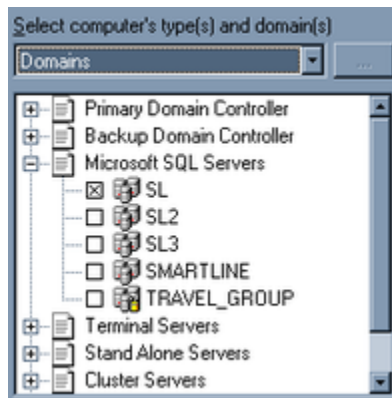 Select computer's type(s) and domain(s)
Domains
...
Primary Domain Controller
Backup Domain Controller
Microsoft SQL Servers
SL
SL2
SL3
SMARTLINE
TRAVEL_GROUP
Terminal Servers
Stand Alone Servers
Cluster Servers